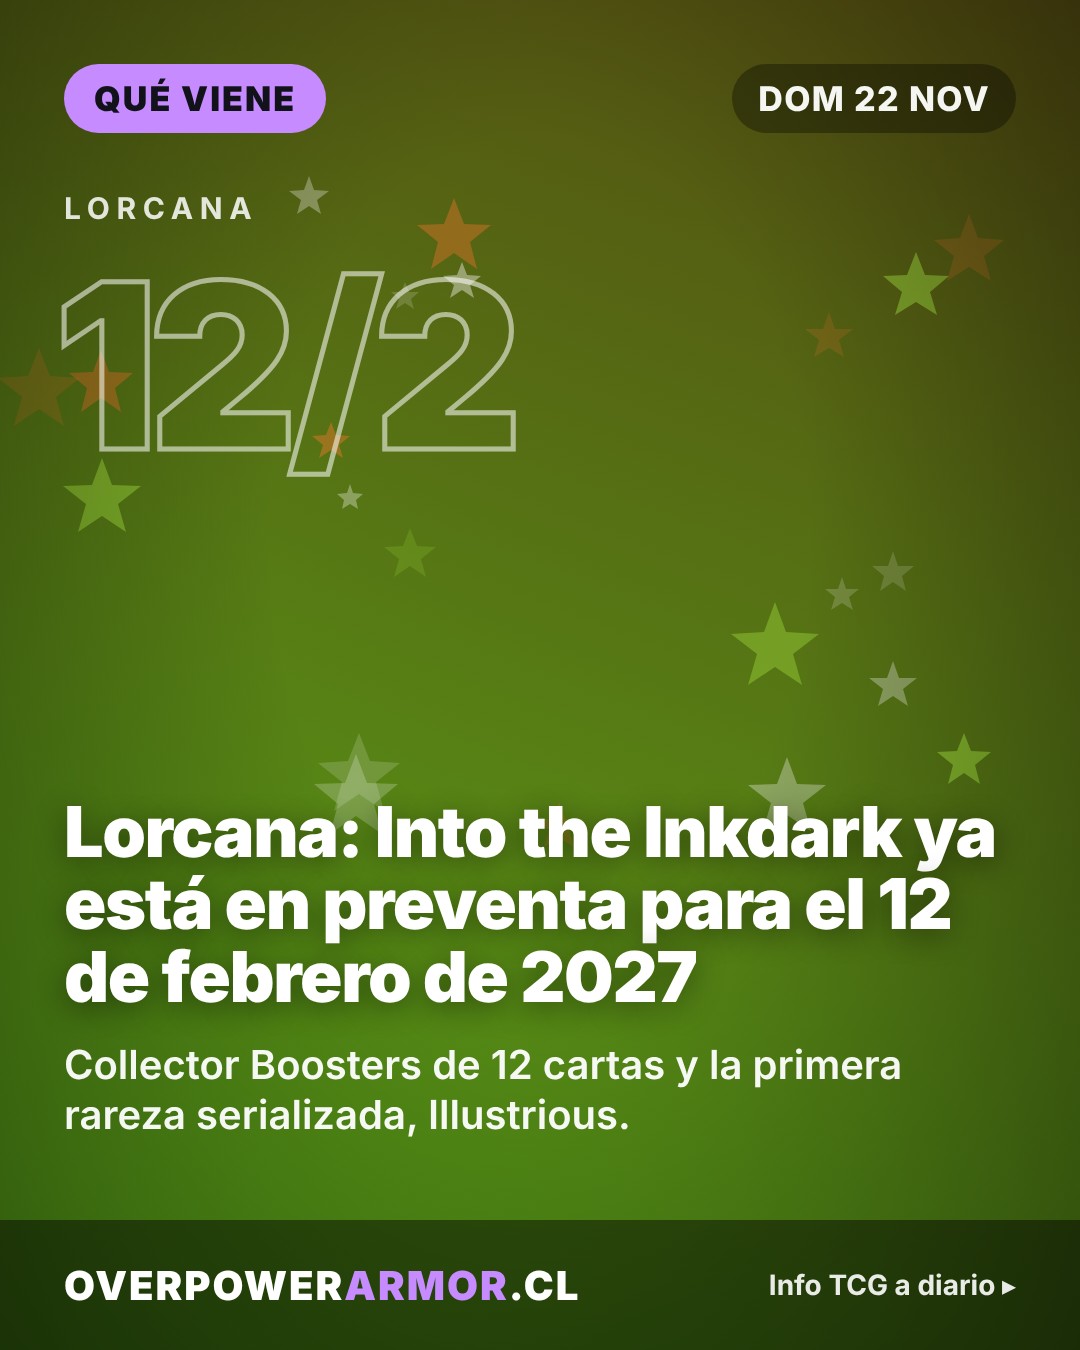 QUÉ VIENE
DOM 22 NOV
LORCANA
12/2
Lorcana: Into the Inkdark ya
está en preventa para el 12
de febrero de 2027
Collector Boosters de 12 cartas y la primera
rareza serializada, Illustrious.
OVERPOWERARMOR.CL
Info TCG a diario ▸